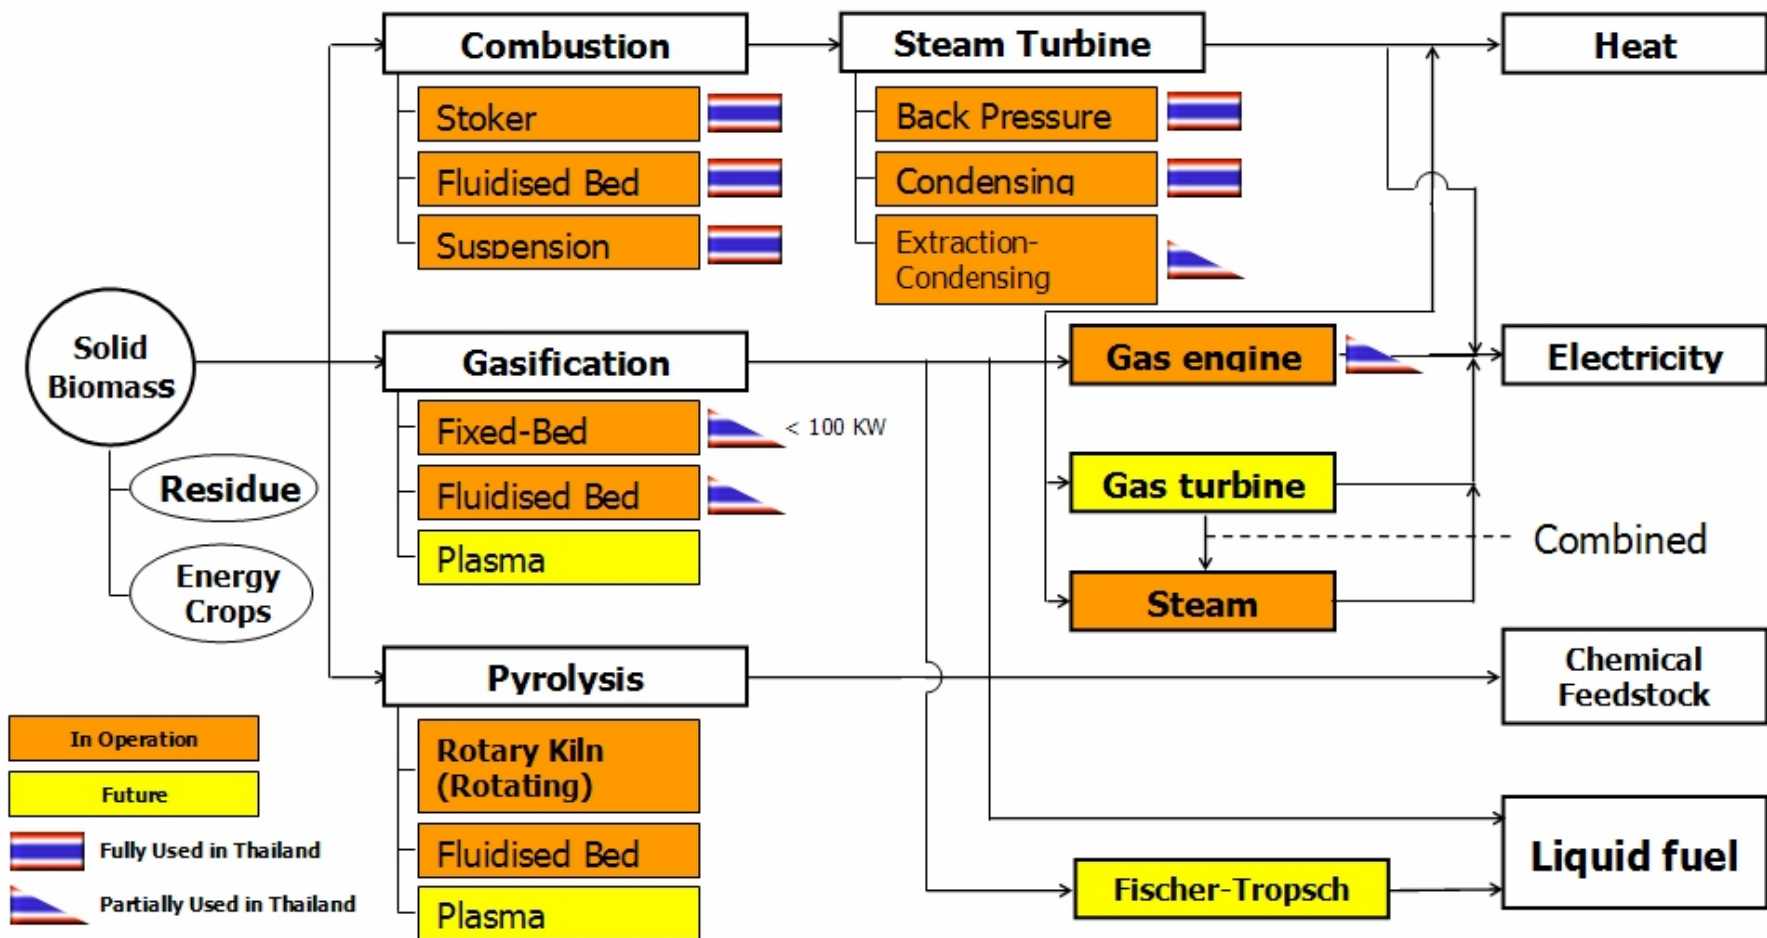 Combustion
Steam Turbine
Heat
Stoker
Back Pressure
Fluidised Bed
Condensing
Suspension
Extraction-
Condensing
Solid
Biomass
Gasification
Gas engine
Electricity
Fixed-Bed
< 100 KW
Residue
Fluidised Bed
Gas turbine
Plasma
Combined
Energy
Crops
Steam
Pyrolysis
Chemical
Feedstock
In Operation
Rotary Kiln
(Rotating)
Future
Fully Used in Thailand
Fluidised Bed
Liquid fuel
Partially Used in Thailand
Plasma
Fischer-Tropsch